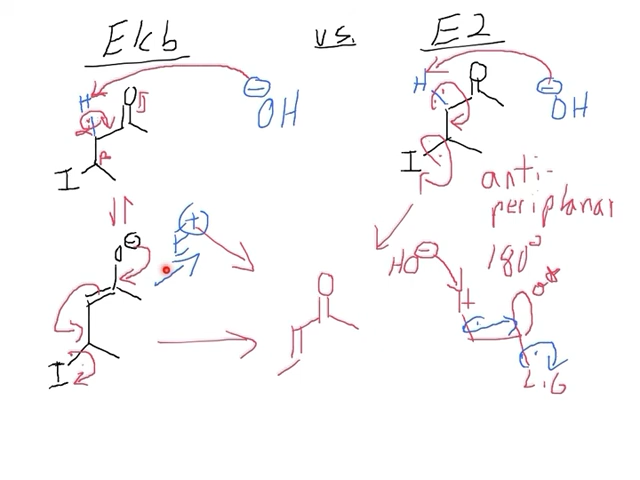 E1cb vs. E2
H O
⊖
OH
I
H O
⊖
OH
I
anti-
periplanar
180°
⇅
O⊖
+
I
O
HO⊖
H
L.G